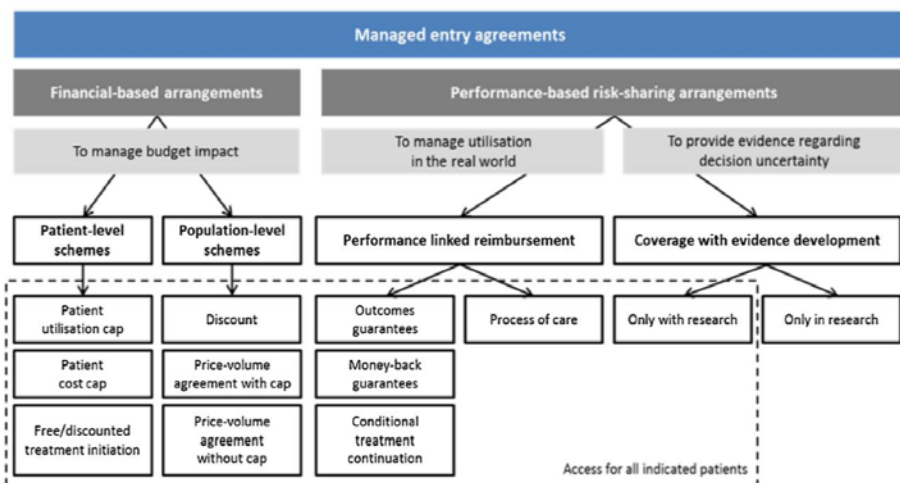 Managed entry agreements
Financial-based arrangements
Performance-based risk-sharing arrangements
To manage budget impact
To manage utilisation
in the real world
To provide evidence regarding
decision uncertainty
Patient-level
schemes
Population-level
schemes
Performance linked reimbursement
Coverage with evidence development
Patient
utilisation cap
Discount
Outcomes
guarantees
Process of care
Only with research
Only in research
Patient
cost cap
Price-volume
agreement with cap
Money-back
guarantees
Free/discounted
treatment initiation
Price-volume
agreement
without cap
Conditional
treatment
continuation
Access for all indicated patients